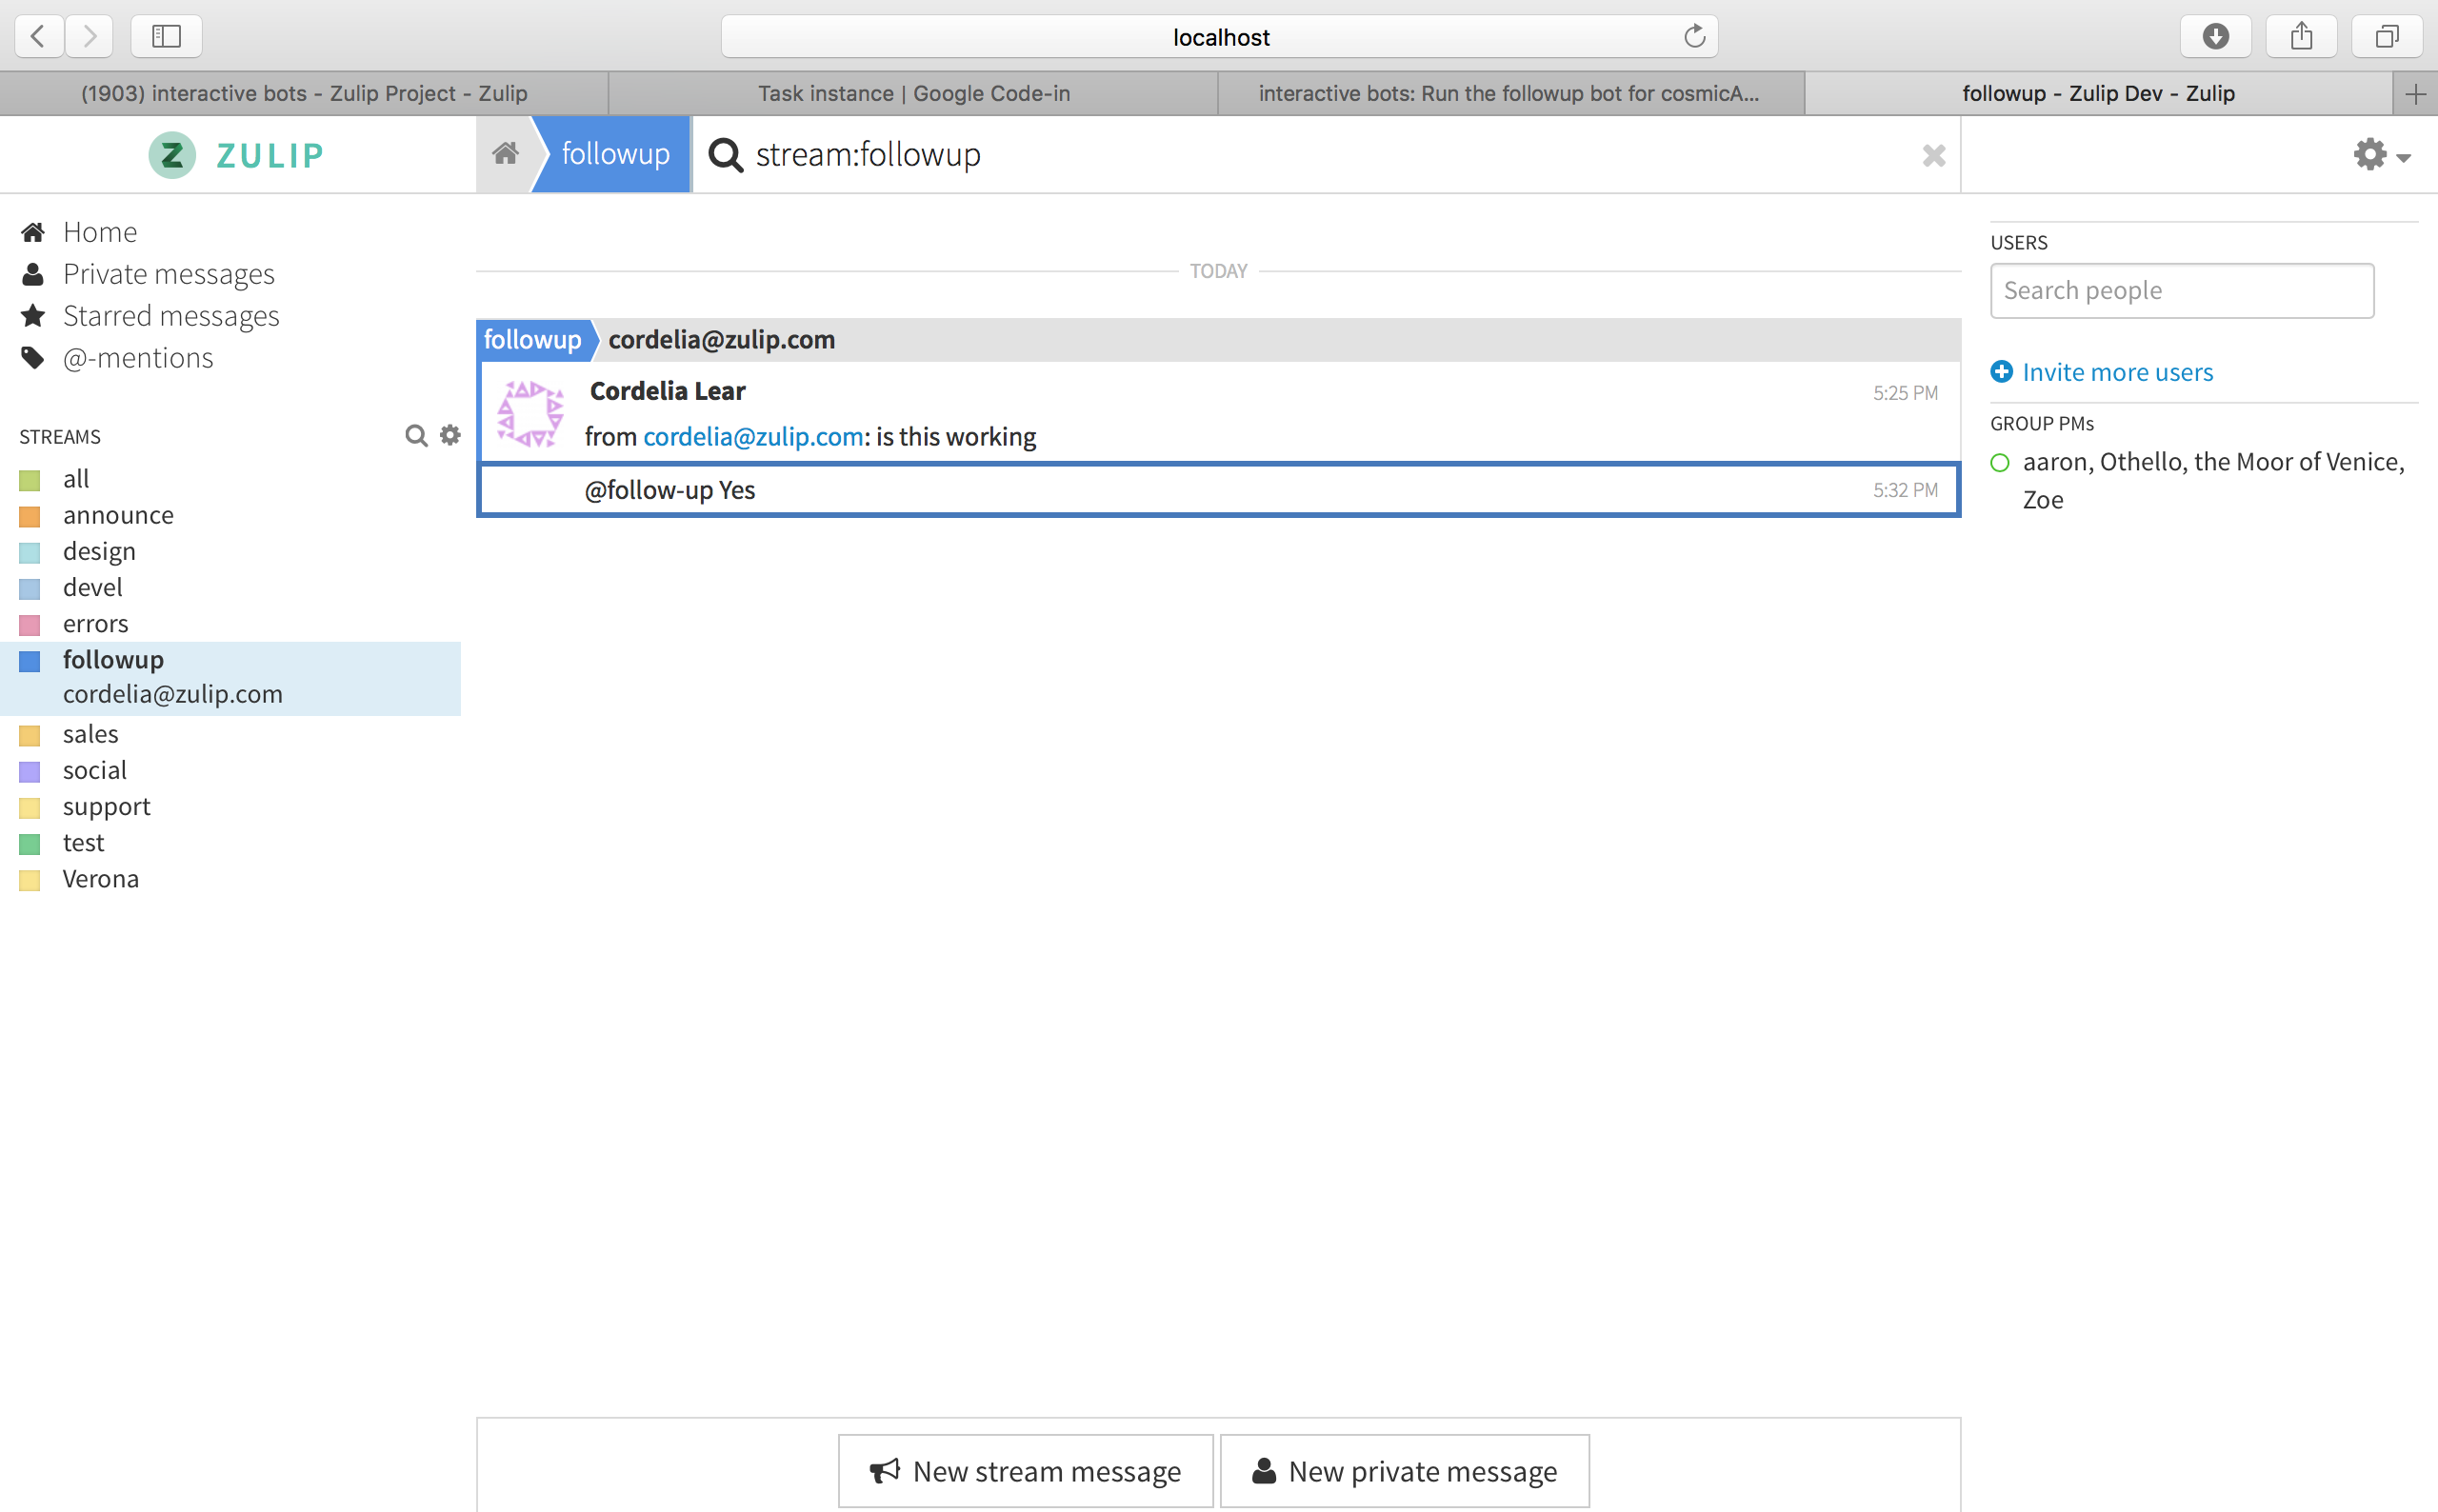 localhost
(1903) interactive bots - Zulip Project - Zulip
Task instance | Google Code-in
interactive bots: Run the followup bot for cosmicA...
followup - Zulip Dev - Zulip
ZULIP
followup
stream:followup
Home
Private messages
Starred messages
@-mentions
STREAMS
all
announce
design
devel
errors
followup
cordelia@zulip.com
sales
social
support
test
Verona
TODAY
followup cordelia@zulip.com
Cordelia Lear 5:25 PM
from cordelia@zulip.com: is this working
@follow-up Yes 5:32 PM
New stream message
New private message
USERS
Search people
Invite more users
GROUP PMs
aaron, Othello, the Moor of Venice,
Zoe